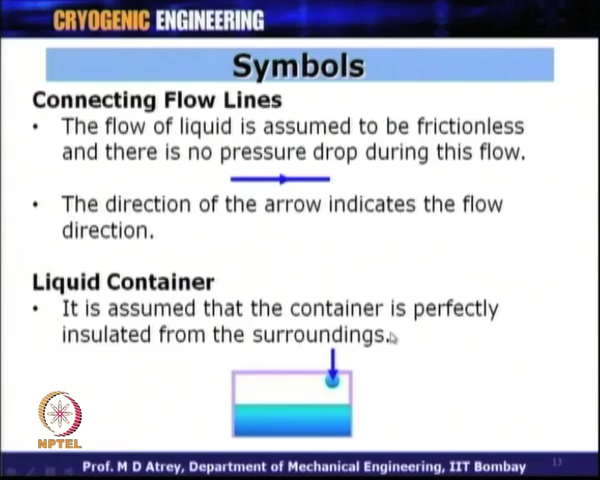 CRYOGENIC ENGINEERING
Symbols
Connecting Flow Lines
• The flow of liquid is assumed to be frictionless
and there is no pressure drop during this flow.
• The direction of the arrow indicates the flow
direction.
Liquid Container
• It is assumed that the container is perfectly
insulated from the surroundings.
NPTEL
Prof. M D Atrey, Department of Mechanical Engineering, IIT Bombay
13